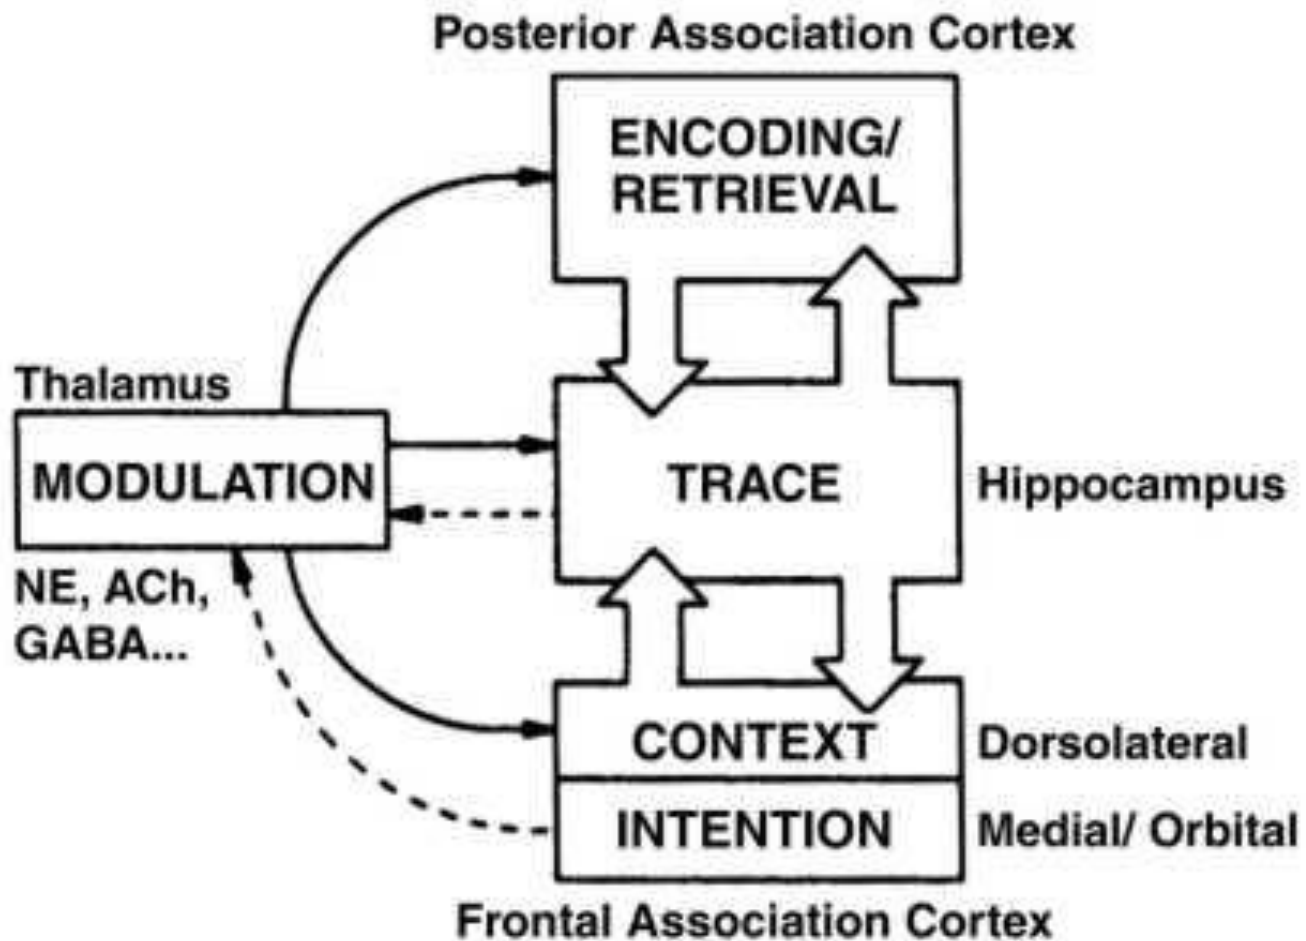 Posterior Association Cortex
ENCODING/
RETRIEVAL
Thalamus
MODULATION
TRACE
Hippocampus
NE, ACh,
GABA...
CONTEXT
Dorsolateral
INTENTION
Medial/ Orbital
Frontal Association Cortex